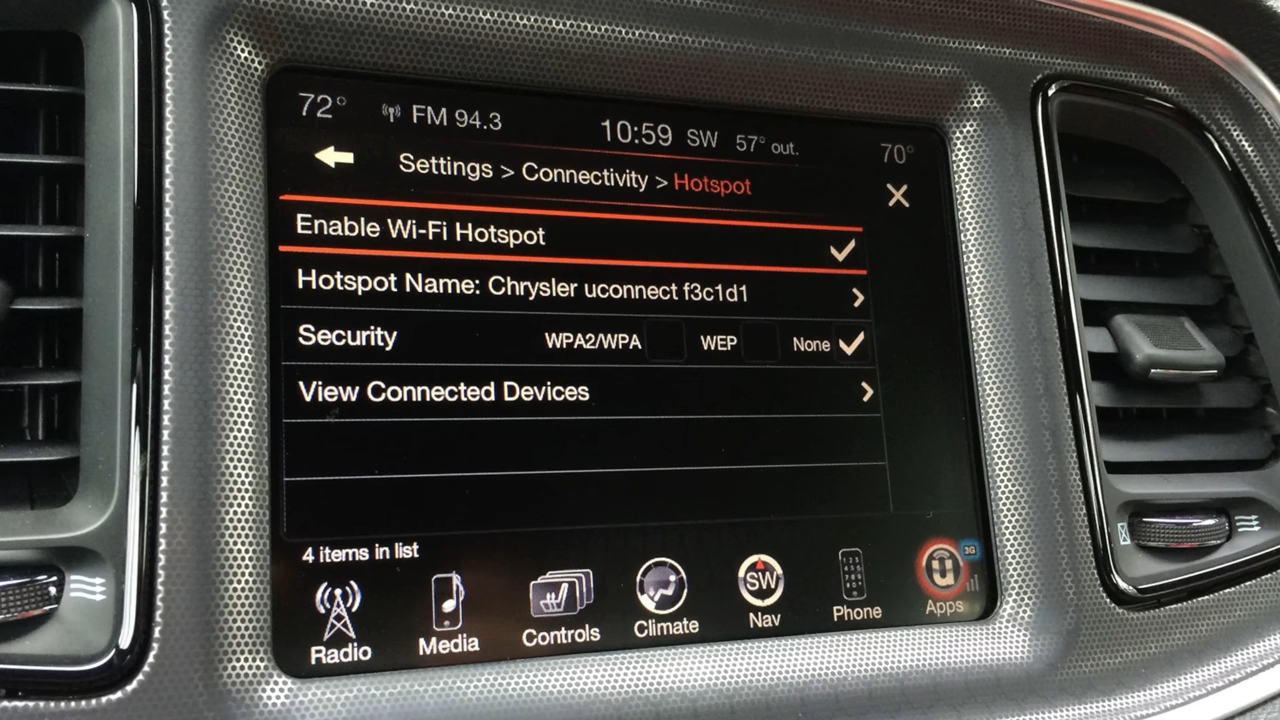 72° FM 94.3 10:59 SW 57° out. 70°
Settings > Connectivity > Hotspot
Enable Wi-Fi Hotspot
Hotspot Name: Chrysler uconnect f3c1d1
Security WPA2/WPA WEP None
View Connected Devices
4 items in list
SW
3G
Radio Media Controls Climate Nav Phone Apps